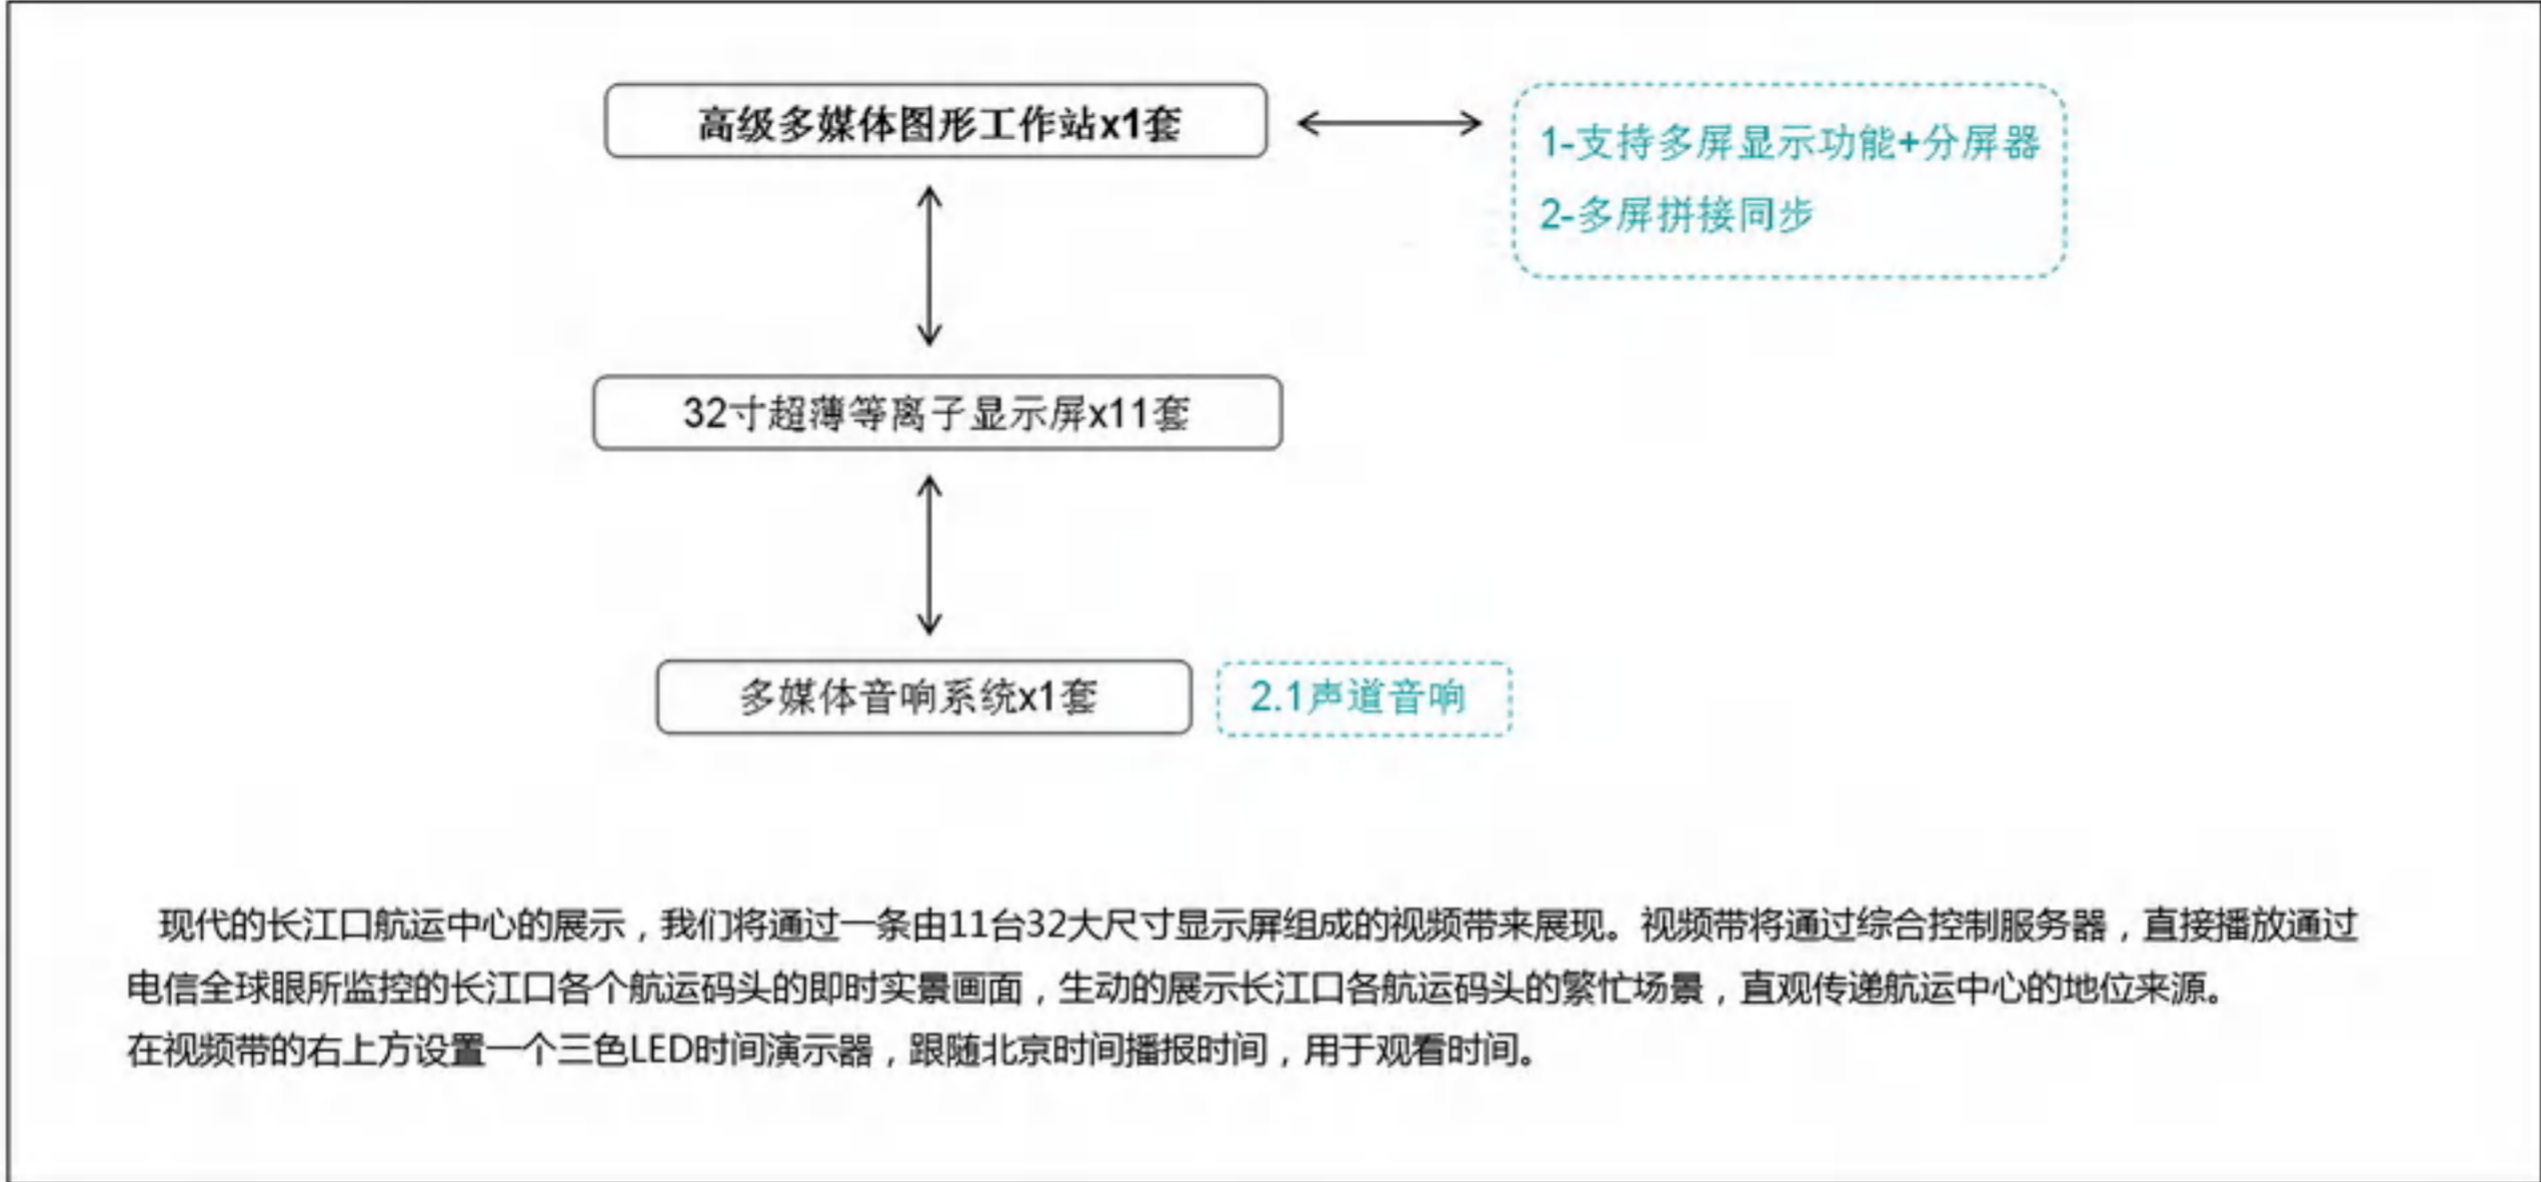 高级多媒体图形工作站x1套
1-支持多屏显示功能+分屏器
2-多屏拼接同步
32寸超薄等离子显示屏x11套
多媒体音响系统x1套
2.1声道音响
现代的长江口航运中心的展示，我们将通过一条由11台32大尺寸显示屏组成的视频带来展现。视频带将通过综合控制服务器，直接播放通过
电信全球眼所监控的长江口各个航运码头的即时实景画面，生动的展示长江口各航运码头的繁忙场景，直观传递航运中心的地位来源。
在视频带的右上方设置一个三色LED时间演示器，跟随北京时间播报时间，用于观看时间。